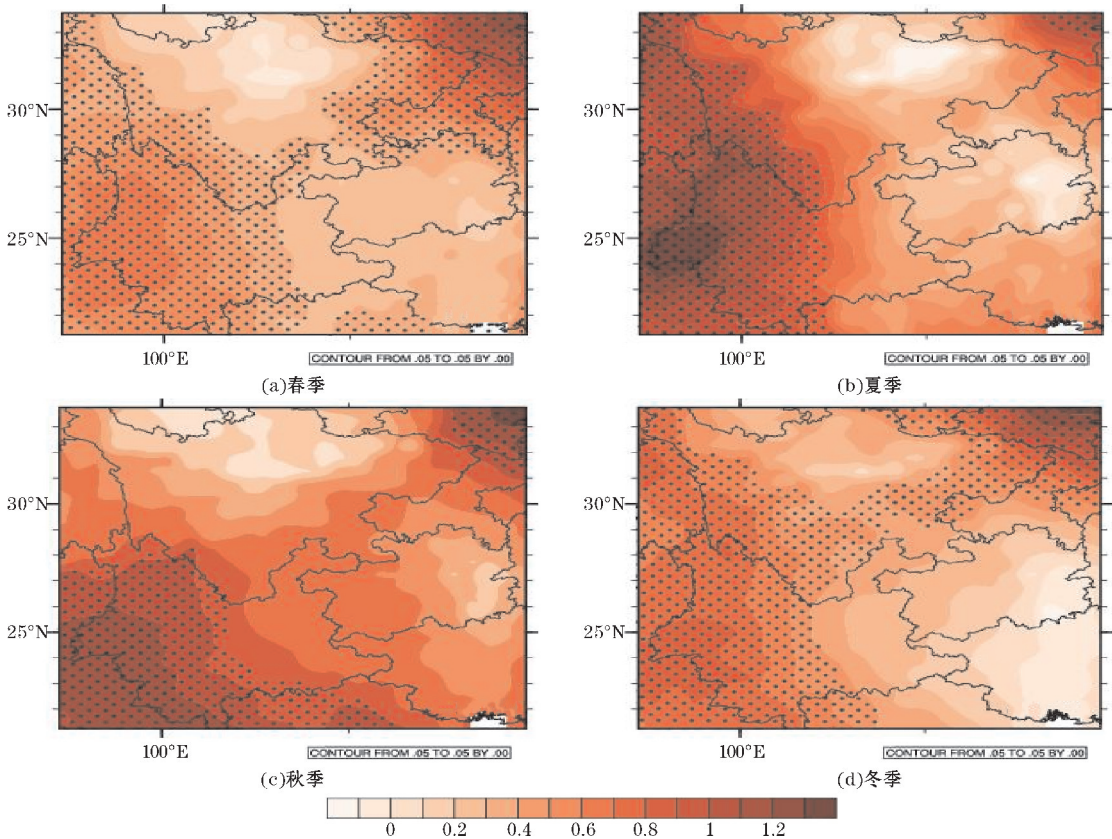 30°N
30°N
25°N
25°N
100°E
CONTOUR FROM .05 TO .05 BY .00
100°E
CONTOUR FROM .05 TO .05 BY .00
(a)春季
(b)夏季
30°N
30°N
25°N
25°N
100°E
CONTOUR FROM .05 TO .05 BY .00
100°E
CONTOUR FROM .05 TO .05 BY .00
(c)秋季
(d)冬季
0 0.2 0.4 0.6 0.8 1 1.2